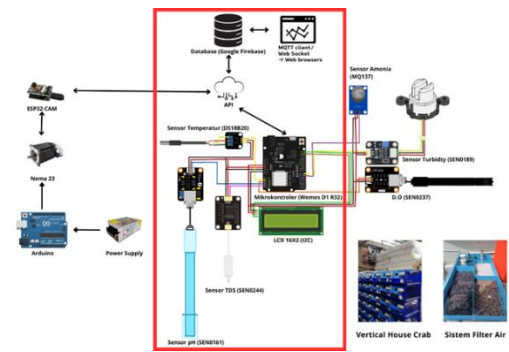 Database (Google Firebase)
MQTT client/
Web Socket
→ Web browsers
API
ESP32-CAM
Nema 23
Arduino
Power Supply
Sensor Temperatur (DS18B20)
Mikrokontroler (Wemos D1 R32)
LCD 16X2 (I2C)
Sensor TDS (SEN0244)
Sensor pH (SEN0161)
Sensor Amonia
(MQ137)
Sensor Turbidty (SEN0189)
D.O (SEN0237)
Vertical House Crab
Sistem Filter Air